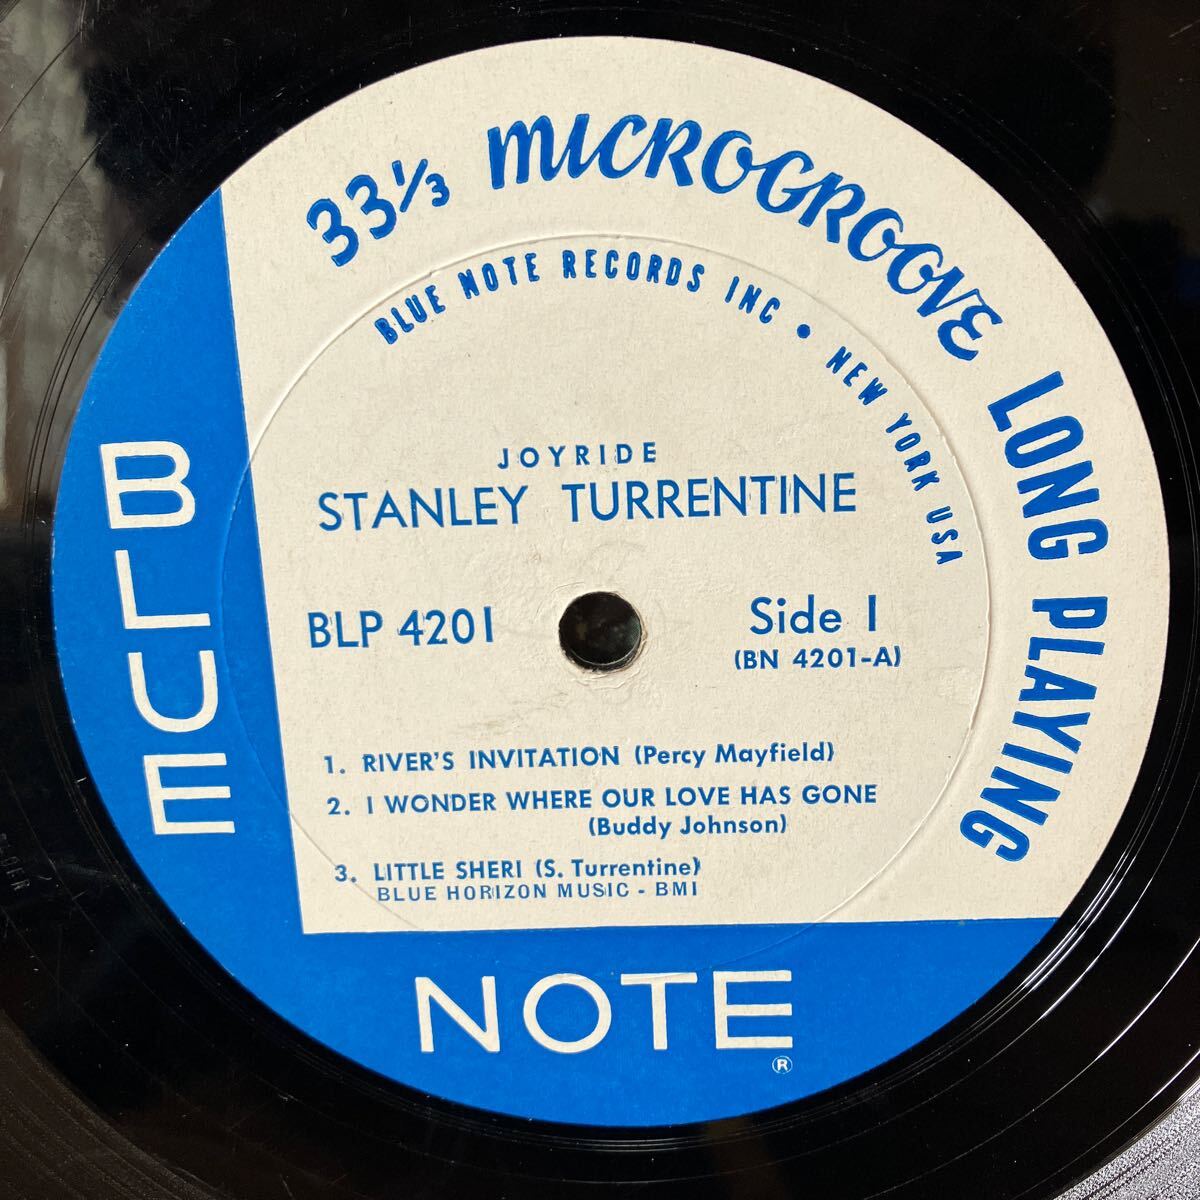 33⅓ MICROGROOVE LONG PLAYING
BLUE NOTE RECORDS INC • NEW YORK USA
JOYRIDE
STANLEY TURRENTINE
BLP 4201
Side 1
(BN 4201-A)
1. RIVER'S INVITATION (Percy Mayfield)
2. I WONDER WHERE OUR LOVE HAS GONE
(Buddy Johnson)
3. LITTLE SHERI (S. Turrentine)
BLUE HORIZON MUSIC - BMI
BLUE
NOTE
®